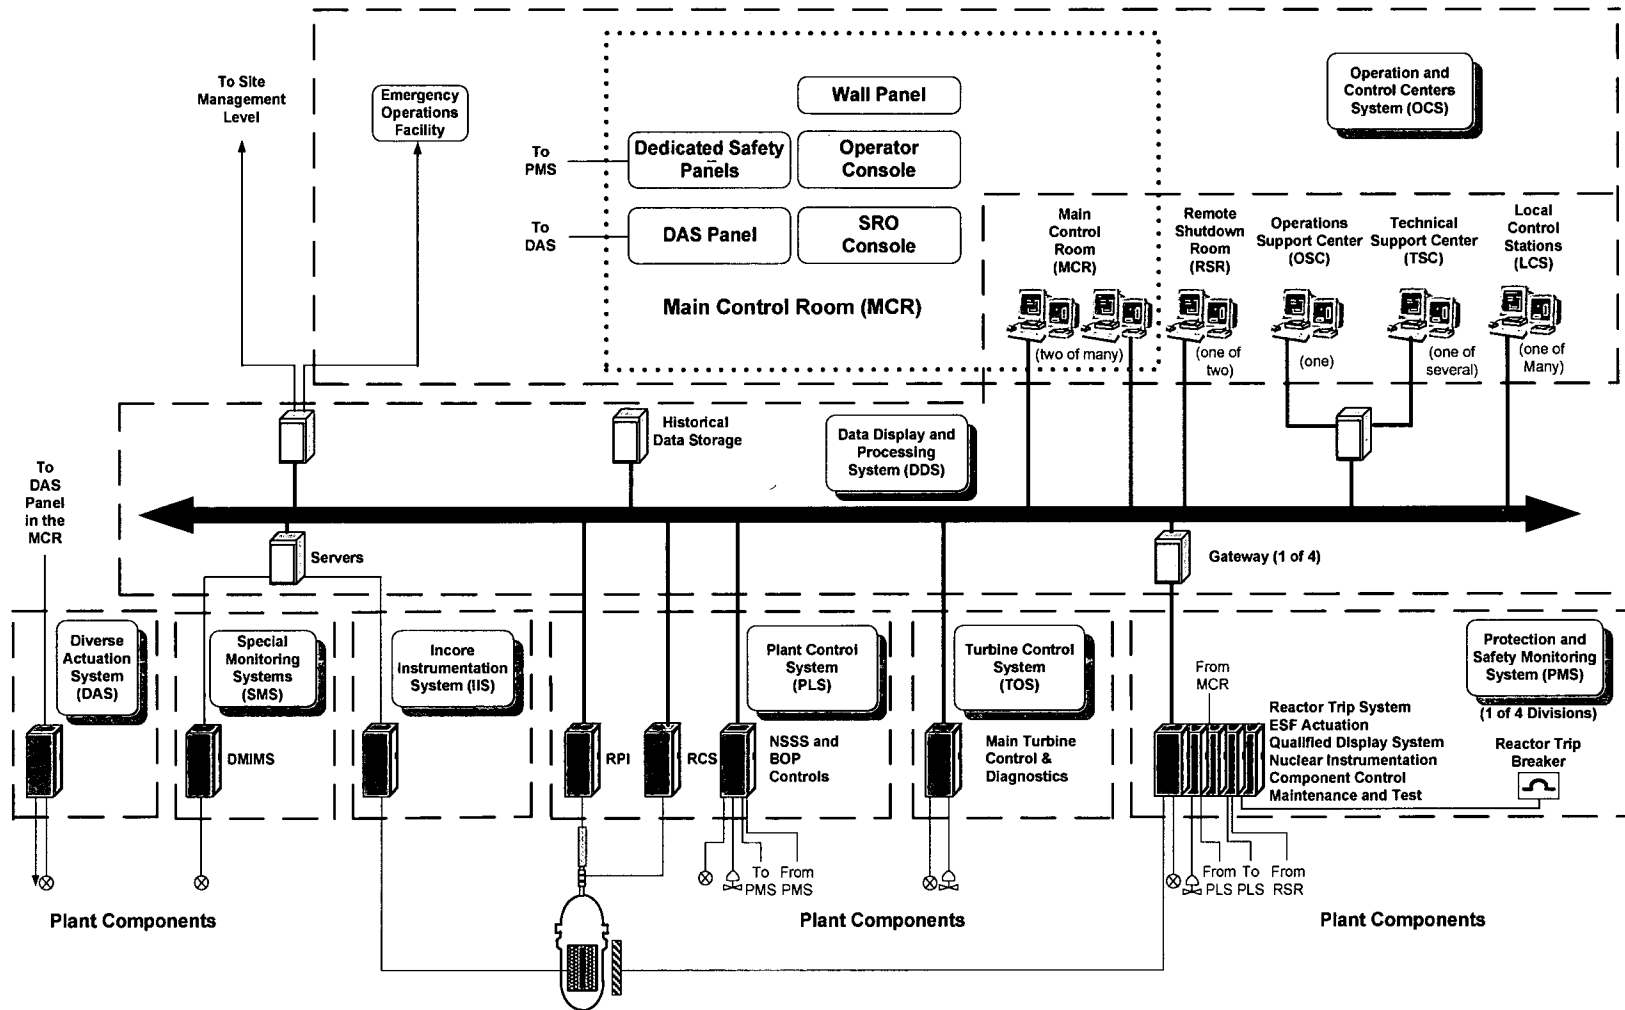 To Site
Management
Level
Emergency
Operations
Facility
Wall Panel
Operation and
Control Centers
System (OCS)
To
PMS
Dedicated Safety
Panels
Operator
Console
To
DAS
DAS Panel
SRO
Console
Main Control Room (MCR)
Main
Control
Room
(MCR)
Remote
Shutdown
Room
(RSR)
Operations
Support Center
(OSC)
Technical
Support Center
(TSC)
Local
Control
Stations
(LCS)
(two of many)
(one of
two)
(one)
(one of
several)
(one of
Many)
Historical
Data Storage
Data Display and
Processing
System (DDS)
To
DAS
Panel
in the
MCR
Servers
Gateway (1 of 4)
Diverse
Actuation
System
(DAS)
Special
Monitoring
Systems
(SMS)
Incore
Instrumentation
System (IIS)
Plant Control
System
(PLS)
Turbine Control
System
(TOS)
From
MCR
Protection and
Safety Monitoring
System (PMS)
(1 of 4 Divisions)
DMIMS
RPI
RCS
NSSS and
BOP
Controls
Main Turbine
Control &
Diagnostics
Reactor Trip System
ESF Actuation
Qualified Display System
Nuclear Instrumentation
Component Control
Maintenance and Test
Reactor Trip
Breaker
To
PMS
From
PMS
From
PLS
To
PLS
From
RSR
Plant Components
Plant Components
Plant Components